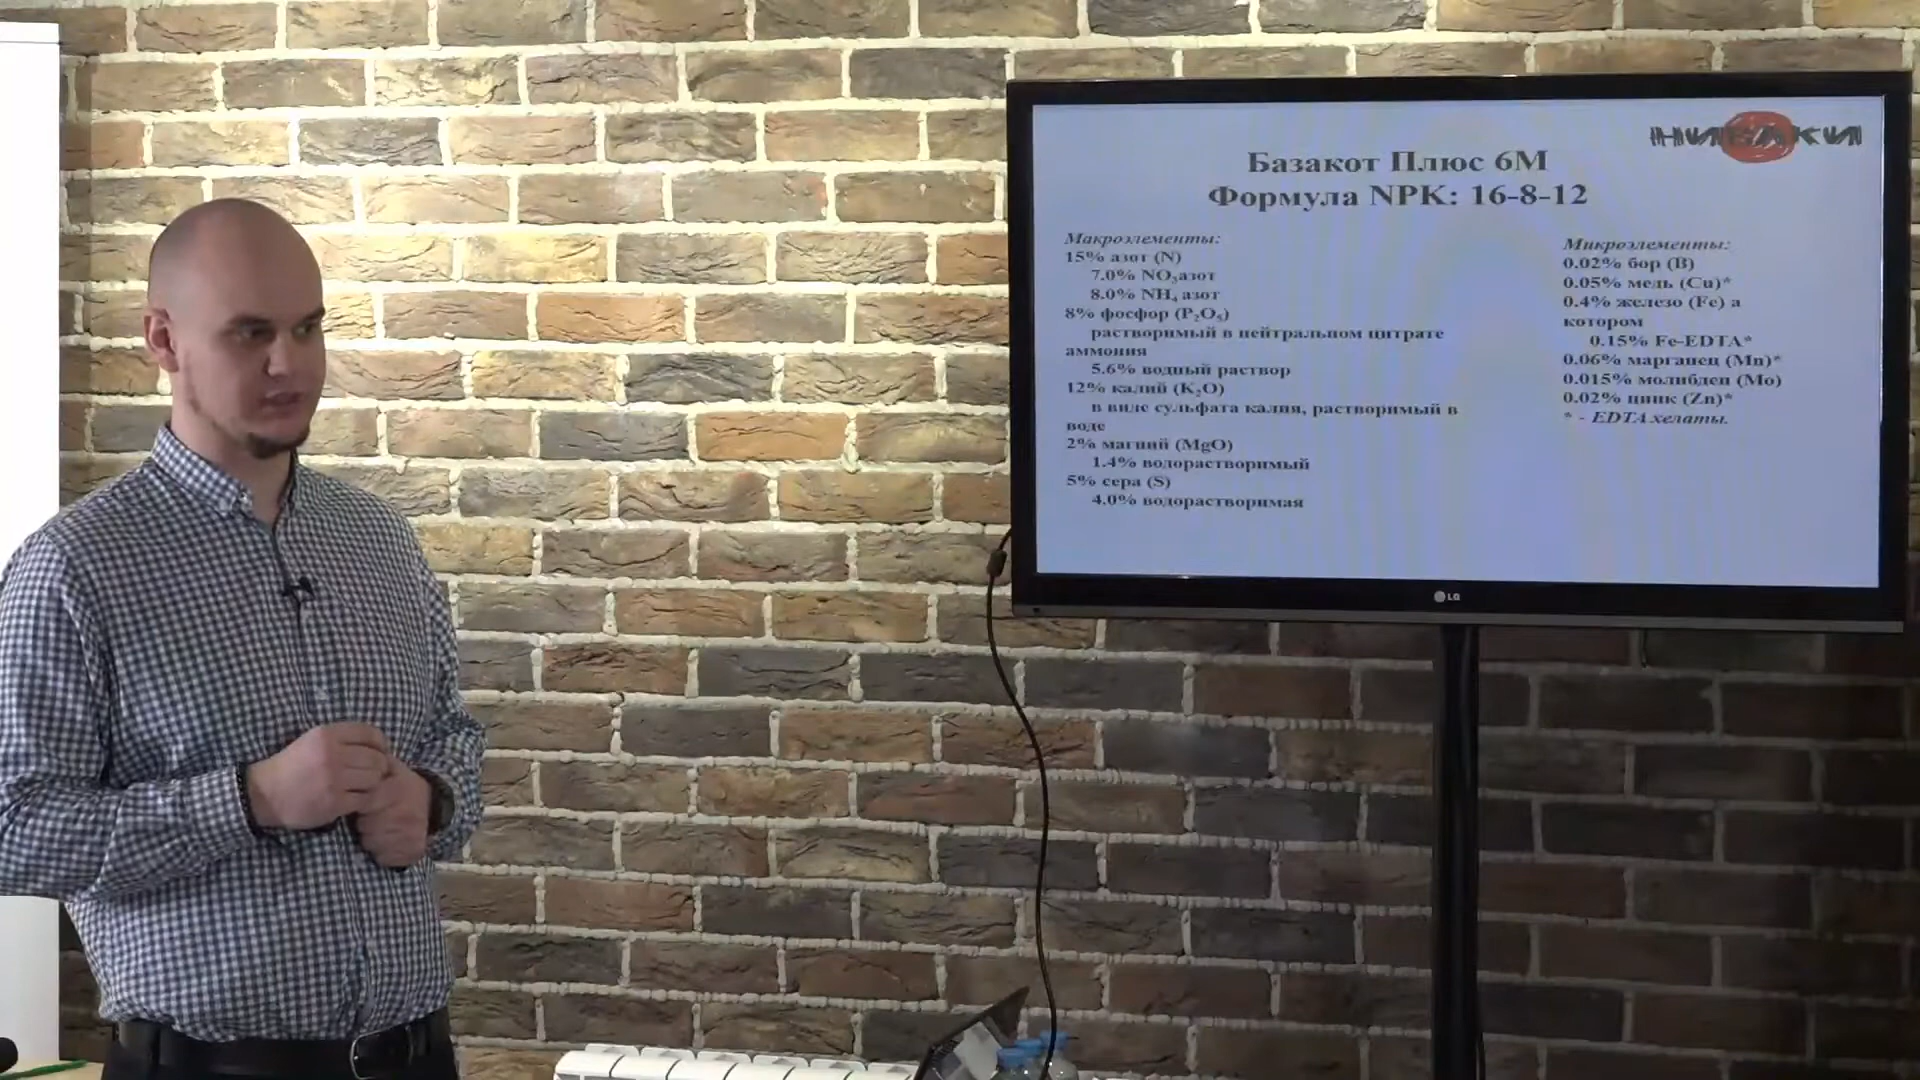 НИВАКИ
Базакот Плюс 6М
Формула NPK: 16-8-12
Макроэлементы:
15% азот (N)
7.0% NO₃азот
8.0% NH₄ азот
8% фосфор (P₂O₅)
растворимый в нейтральном цитрате
аммония
5.6% водный раствор
12% калий (K₂O)
в виде сульфата калия, растворимый в
воде
2% магний (MgO)
1.4% водорастворимый
5% сера (S)
4.0% водорастворимая
Микроэлементы:
0.02% бор (B)
0.05% медь (Cu)*
0.4% железо (Fe) а
котором
0.15% Fe-EDTA*
0.06% марганец (Mn)*
0.015% молибден (Mo)
0.02% цинк (Zn)*
* - EDTA хелаты.
LG